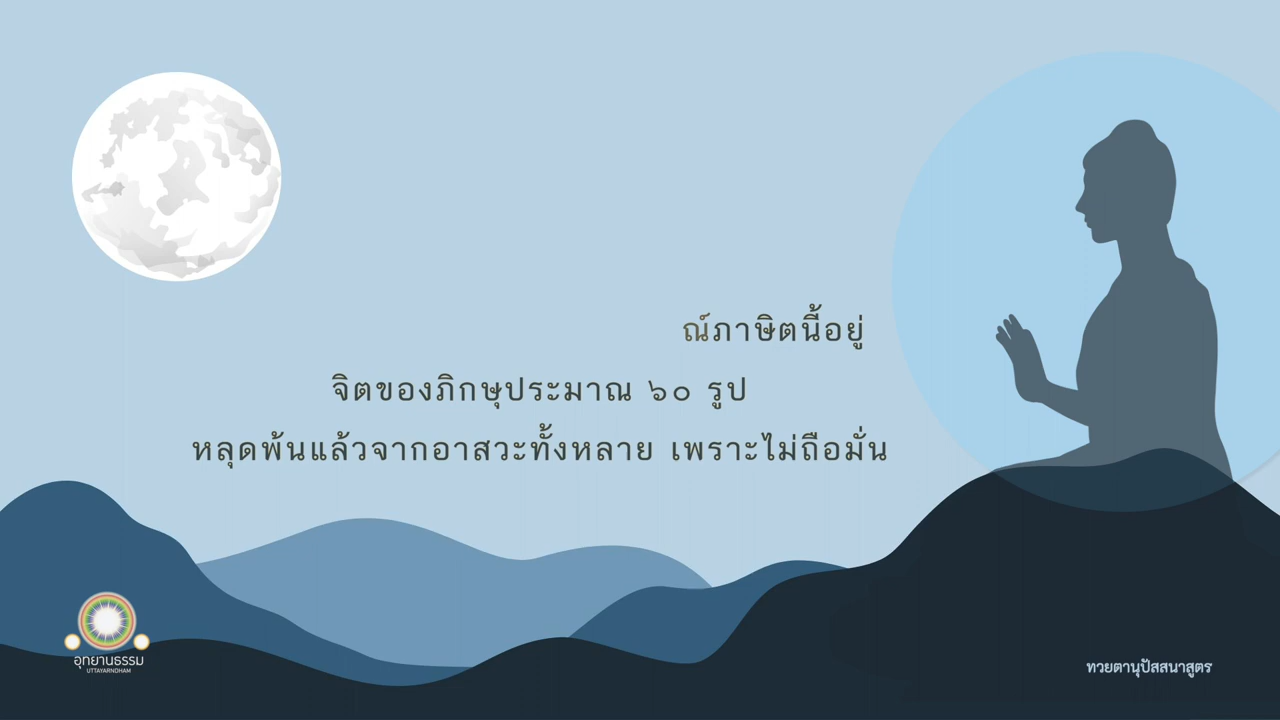 ณ์ภาษิตนี้อยู่
จิตของภิกษุประมาณ ๖๐ รูป
หลุดพ้นแล้วจากอาสวะทั้งหลาย เพราะไม่ถือมั่น
อุทยานธรรม
UTTAYARNDHAM
ทวยตานุปัสสนาสูตร